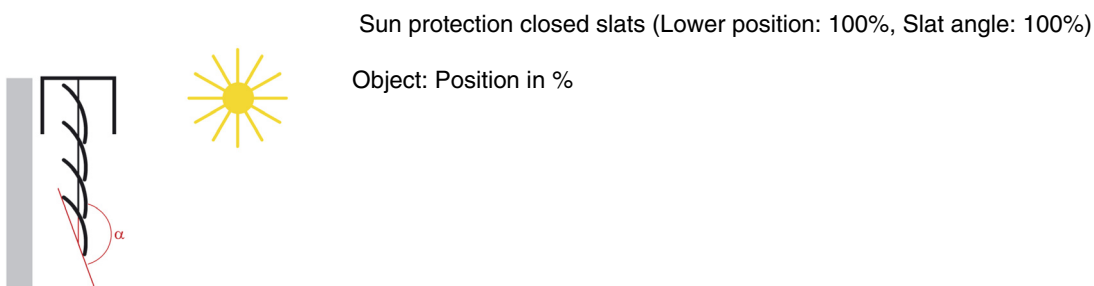 Sun protection closed slats (Lower position: 100%, Slat angle: 100%)
Object: Position in %
α